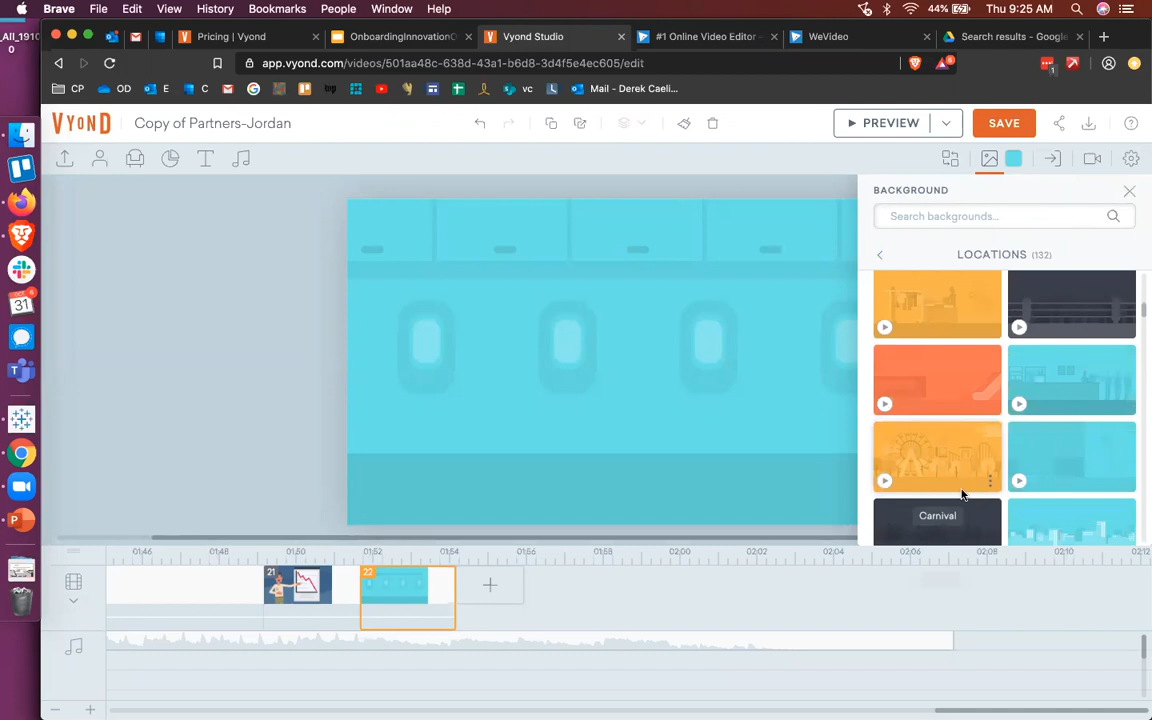 Brave File Edit View History Bookmarks People Window Help 44% Thu 9:25 AM
All_1910
0
Pricing | Vyond OnboardingInnovation Vyond Studio #1 Online Video Editor - WeVideo Search results - Google
app.vyond.com/videos/501aa48c-638d-43a1-b6d8-3d4f5e4ec605/edit
CP OD E C vc Mail - Derek Caeli...
VYOND Copy of Partners-Jordan PREVIEW SAVE
BACKGROUND
Search backgrounds...
LOCATIONS (132)
Carnival
01:46 01:48 01:50 01:52 01:54 01:56 01:58 02:00 02:02 02:04 02:06 02:08 02:10 02:12
21 22